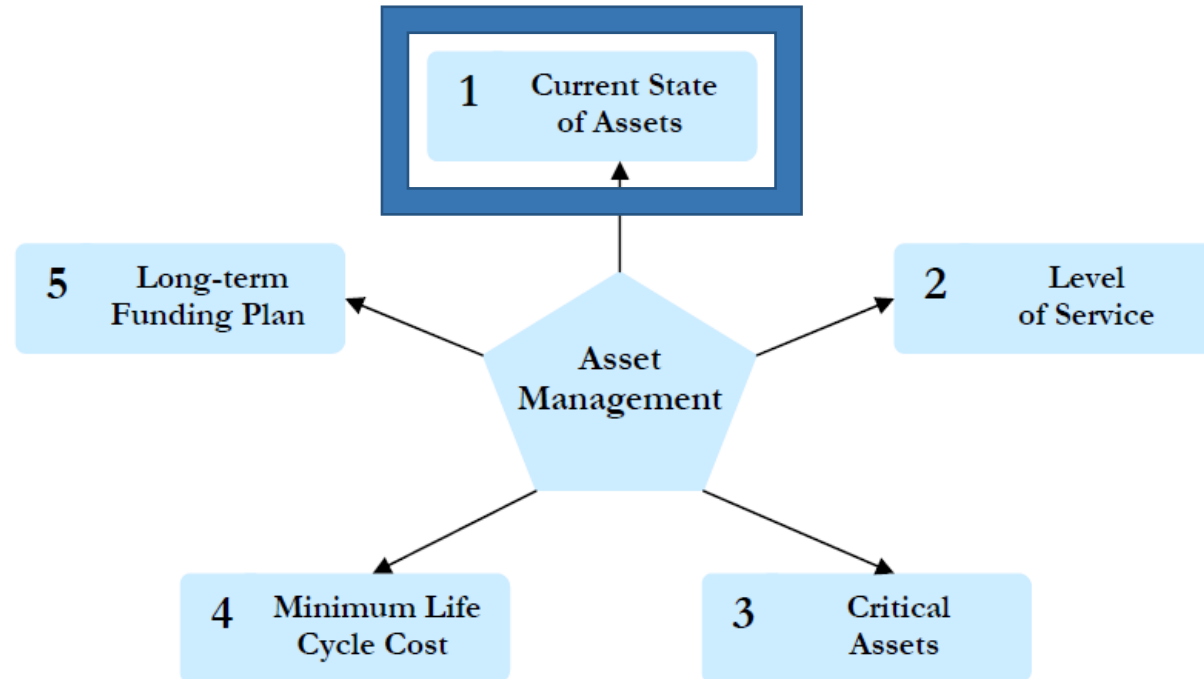 1 Current State
of Assets
5 Long-term
Funding Plan
2 Level
of Service
Asset
Management
4 Minimum Life
Cycle Cost
3 Critical
Assets